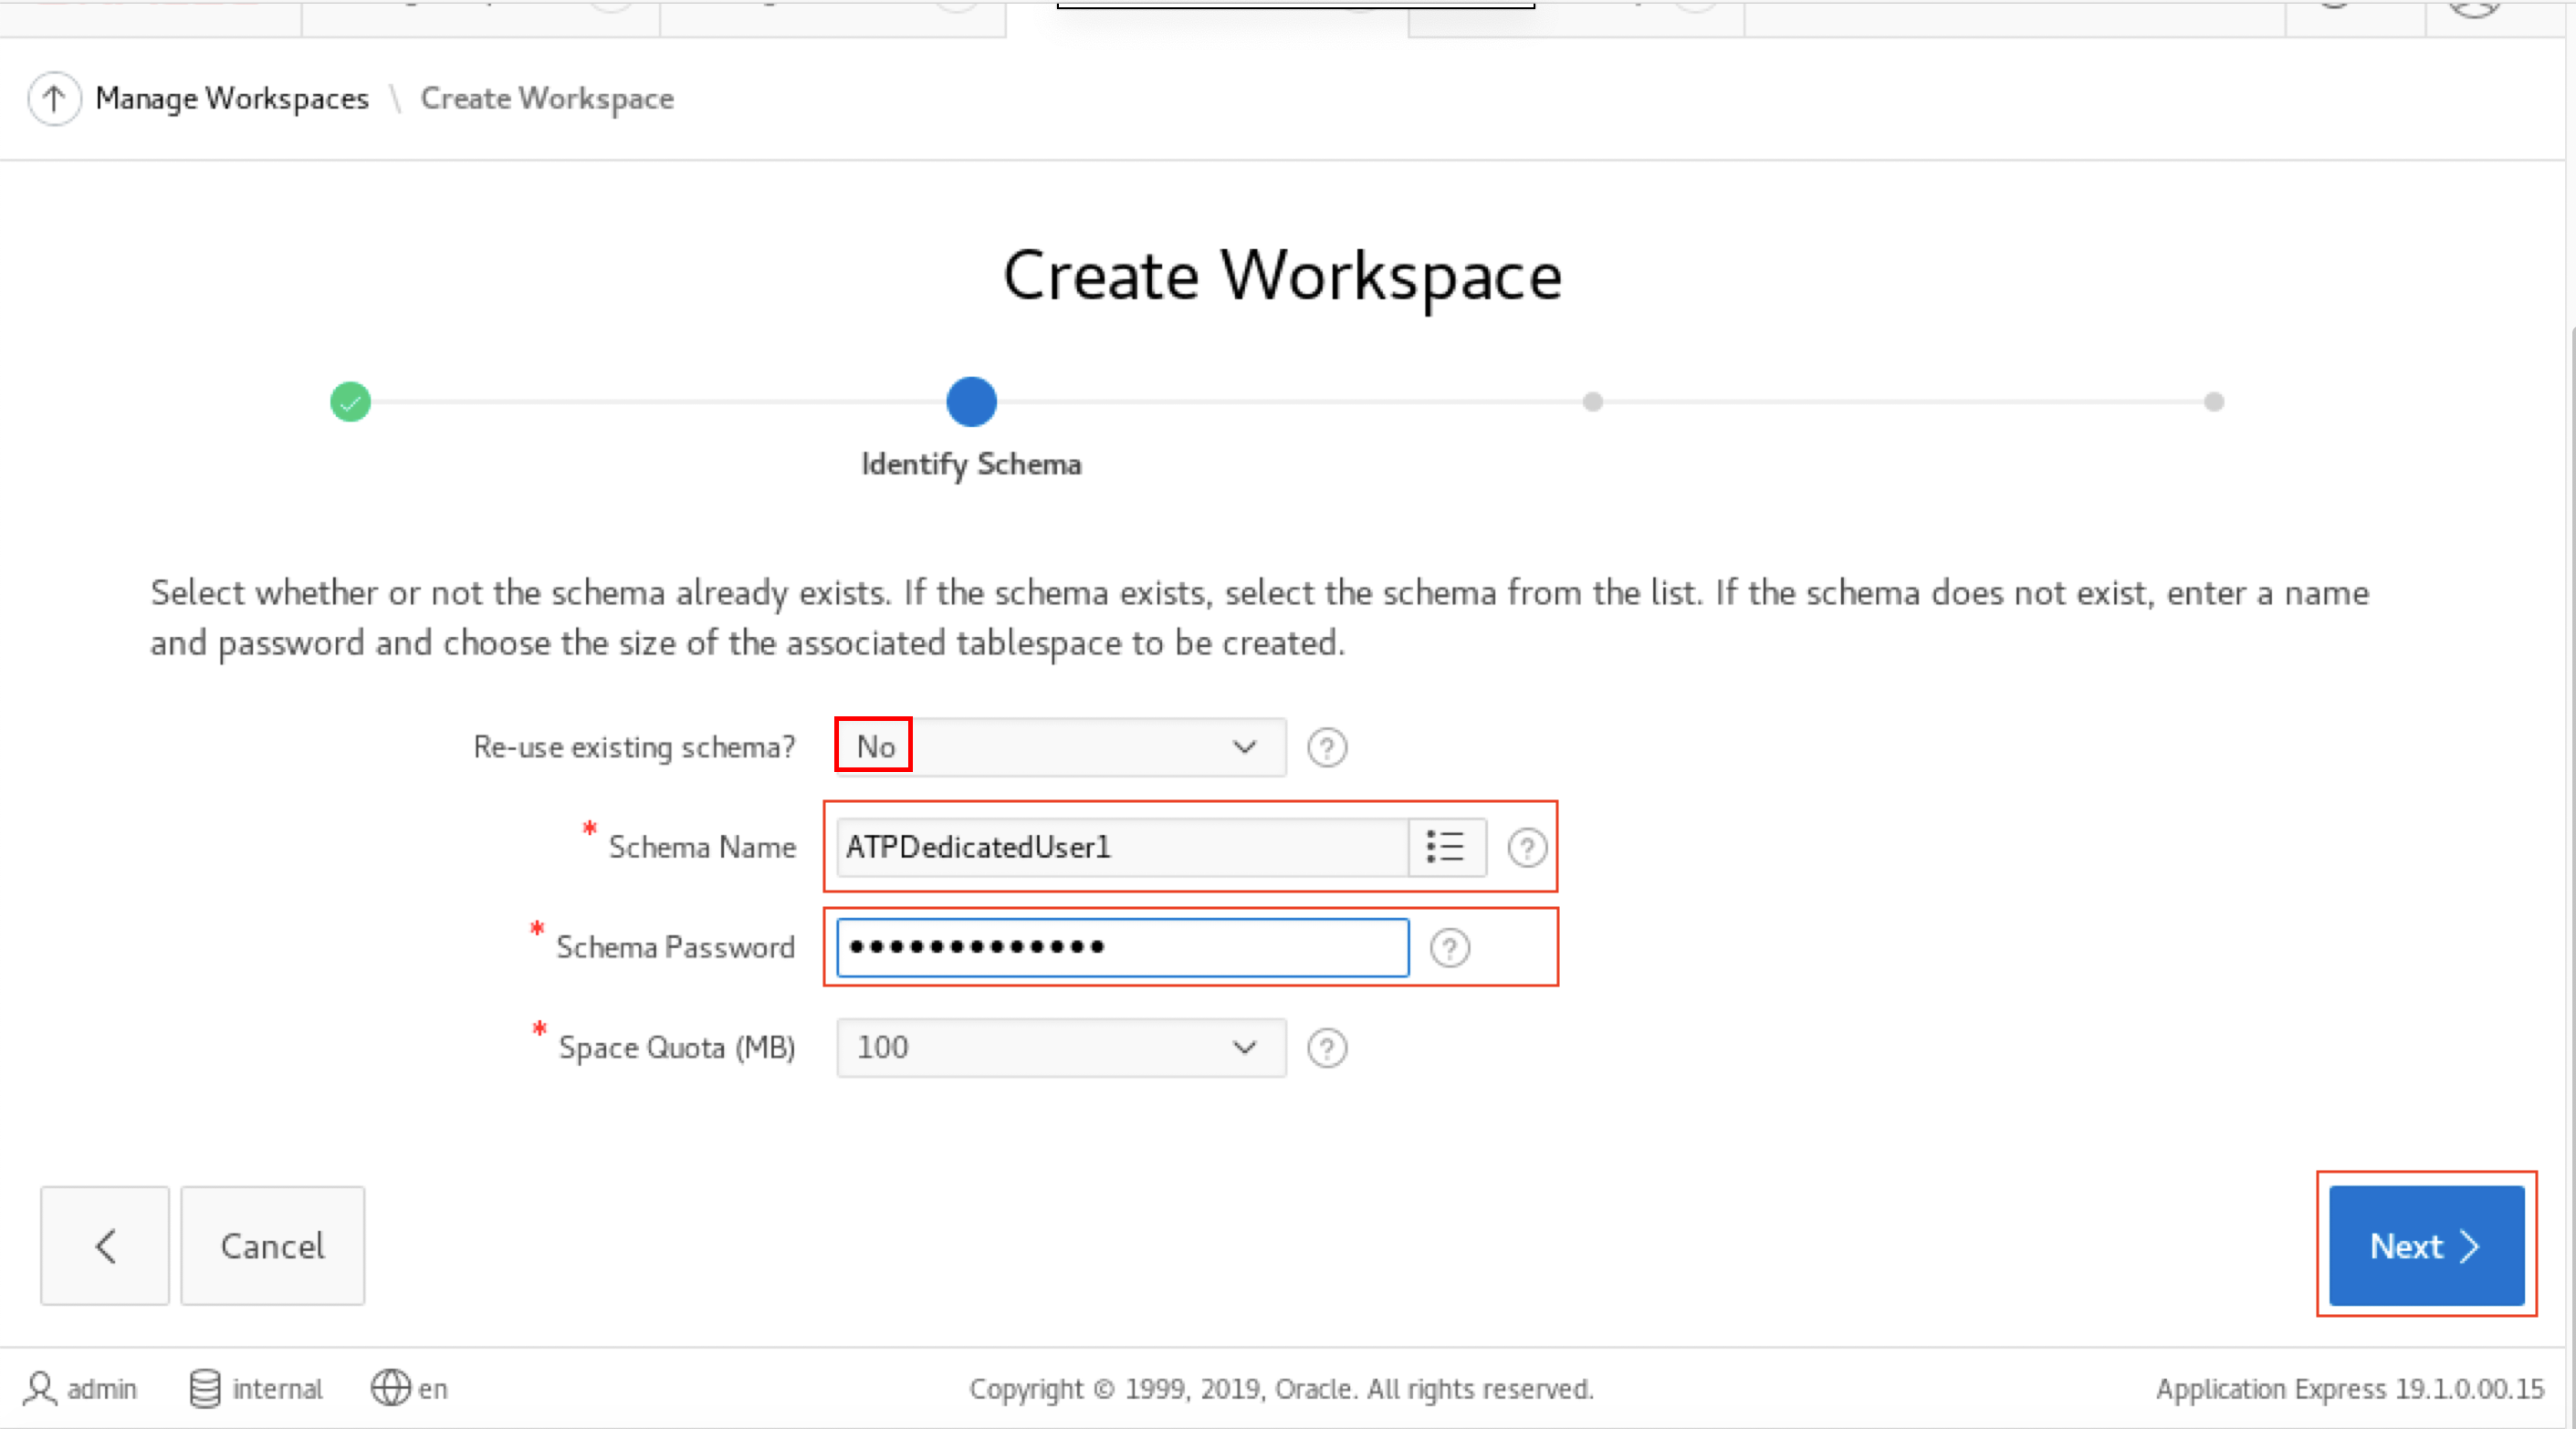 Manage Workspaces \ Create Workspace
Create Workspace
Identify Schema
Select whether or not the schema already exists. If the schema exists, select the schema from the list. If the schema does not exist, enter a name
and password and choose the size of the associated tablespace to be created.
Re-use existing schema? No
* Schema Name ATPDedicatedUser1
* Schema Password •••••••••••••
* Space Quota (MB) 100
Cancel
Next
admin internal en
Copyright © 1999, 2019, Oracle. All rights reserved.
Application Express 19.1.0.00.15